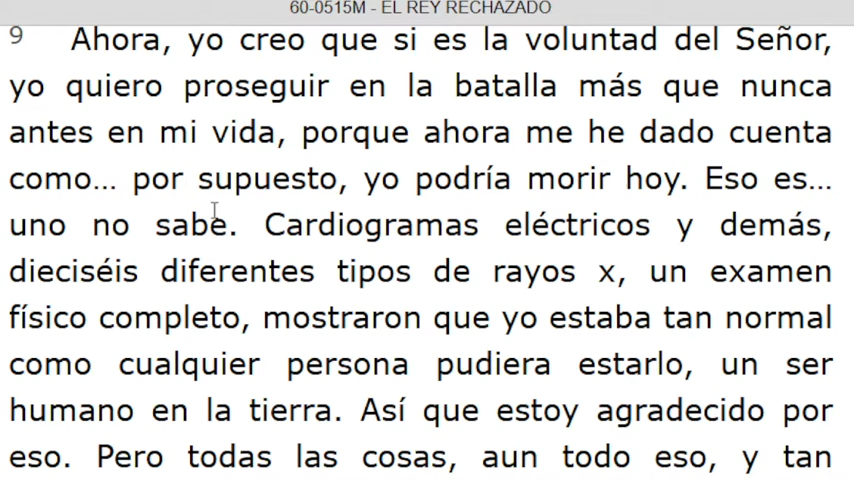 60-0515M - EL REY RECHAZADO
9 Ahora, yo creo que si es la voluntad del Señor,
yo quiero proseguir en la batalla más que nunca
antes en mi vida, porque ahora me he dado cuenta
como... por supuesto, yo podría morir hoy. Eso es...
uno no sabe. Cardiogramas eléctricos y demás,
dieciséis diferentes tipos de rayos x, un examen
físico completo, mostraron que yo estaba tan normal
como cualquier persona pudiera estarlo, un ser
humano en la tierra. Así que estoy agradecido por
eso. Pero todas las cosas, aun todo eso, y tan